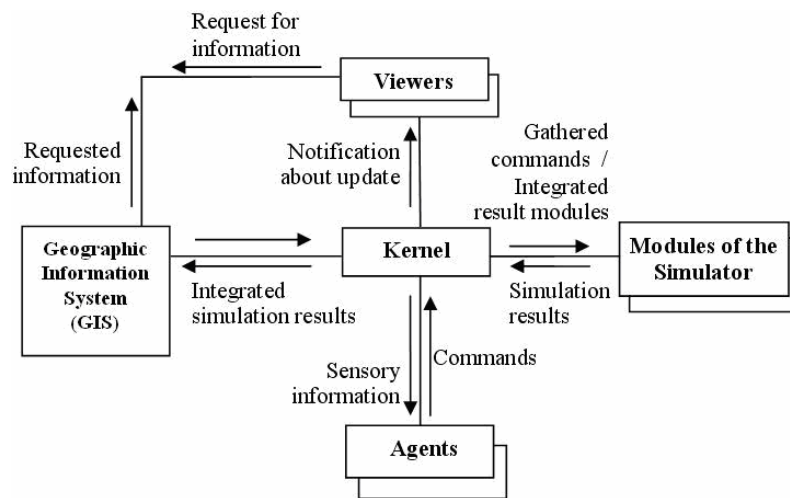 Request for
information
Viewers
Requested
information
Notification
about update
Gathered
commands /
Integrated
result modules
Geographic
Information
System
(GIS)
Kernel
Modules of the
Simulator
Integrated
simulation results
Simulation
results
Sensory
information
Commands
Agents